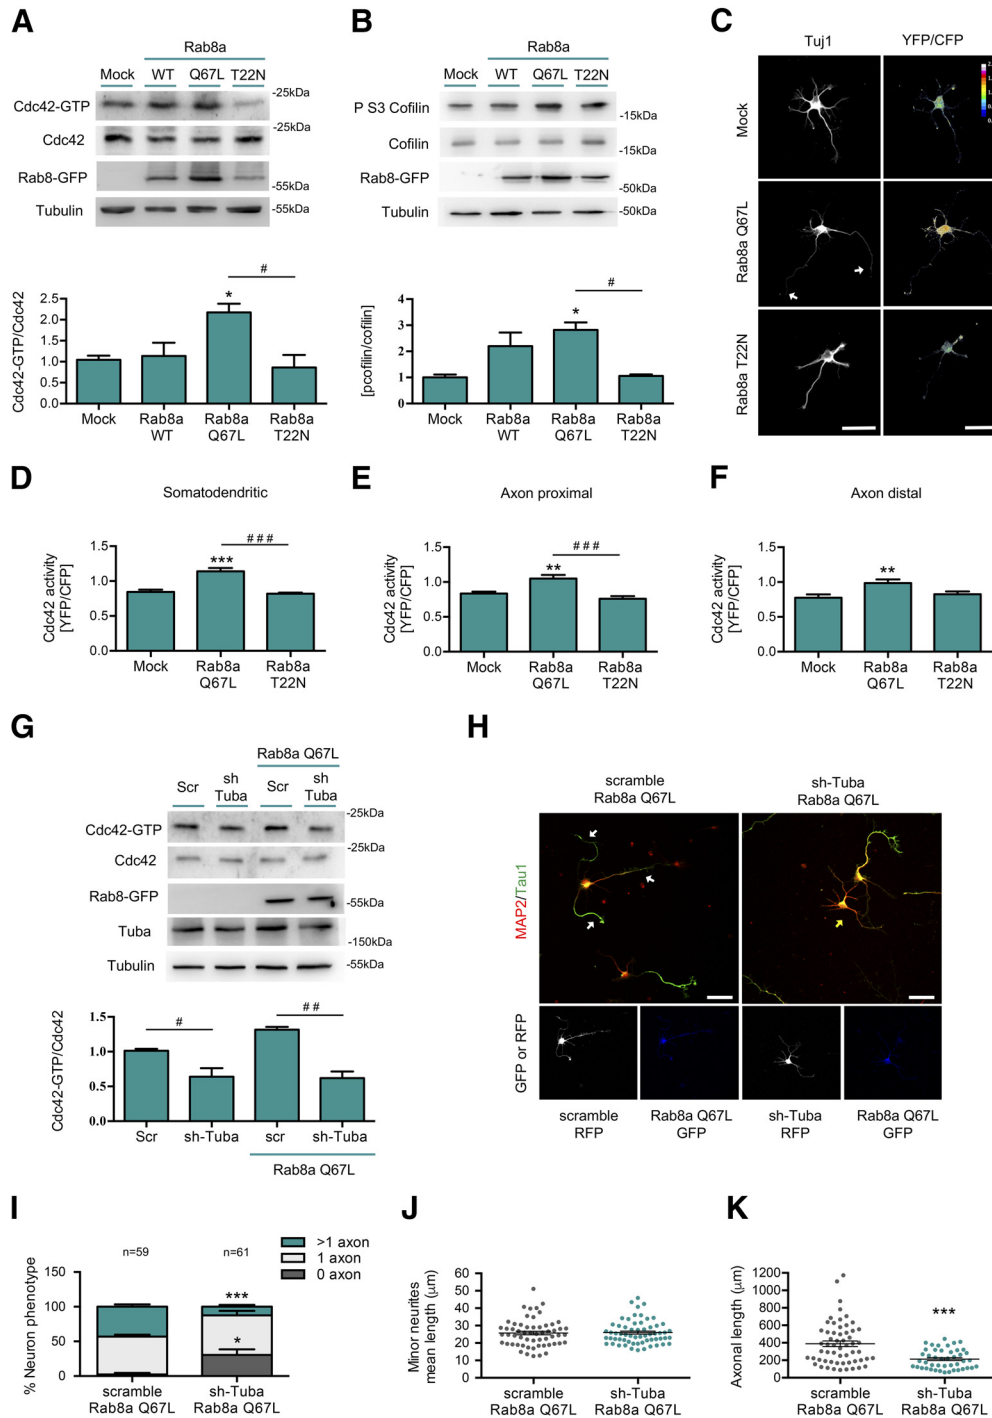 A
Rab8a
Mock WT Q67L T22N
Cdc42-GTP
-25kDa
Cdc42
-25kDa
Rab8-GFP
-55kDa
Tubulin
-55kDa
Cdc42-GTP/Cdc42
2.5
2.0
1.5
1.0
0.5
0.0
Mock
Rab8a WT
Rab8a Q67L
Rab8a T22N
*
#
B
Rab8a
Mock WT Q67L T22N
P S3 Cofilin
-15kDa
Cofilin
-15kDa
Rab8-GFP
-50kDa
Tubulin
-50kDa
[pcofilin/cofilin]
4
3
2
1
0
Mock
Rab8a WT
Rab8a Q67L
Rab8a T22N
*
#
C
Tuj1
YFP/CFP
Mock
Rab8a Q67L
Rab8a T22N
D
Somatodendritic
Cdc42 activity
[YFP/CFP]
1.5
1.0
0.5
0.0
***
# # #
Mock
Rab8a Q67L
Rab8a T22N
E
Axon proximal
Cdc42 activity
[YFP/CFP]
1.5
1.0
0.5
0.0
**
# # #
Mock
Rab8a Q67L
Rab8a T22N
F
Axon distal
Cdc42 activity
[YFP/CFP]
1.5
1.0
0.5
0.0
**
Mock
Rab8a Q67L
Rab8a T22N
G
Rab8a Q67L
Scr
sh Tuba
Scr
sh Tuba
Cdc42-GTP
-25kDa
Cdc42
-25kDa
Rab8-GFP
-55kDa
Tuba
-150kDa
Tubulin
-55kDa
Cdc42-GTP/Cdc42
1.5
1.0
0.5
0.0
#
# #
Scr
sh-Tuba
scr
sh-Tuba
Rab8a Q67L
H
scramble
Rab8a Q67L
sh-Tuba
Rab8a Q67L
MAP2/Tau1
GFP or RFP
scramble
RFP
Rab8a Q67L
GFP
sh-Tuba
RFP
Rab8a Q67L
GFP
I
>1 axon
1 axon
0 axon
n=59
n=61
% Neuron phenotype
150
100
50
0
***
*
scramble
Rab8a Q67L
sh-Tuba
Rab8a Q67L
J
Minor neurites
mean length (µm)
60
50
40
30
20
10
0
scramble
Rab8a Q67L
sh-Tuba
Rab8a Q67L
K
Axonal length (µm)
1200
1000
800
600
400
200
0
***
scramble
Rab8a Q67L
sh-Tuba
Rab8a Q67L